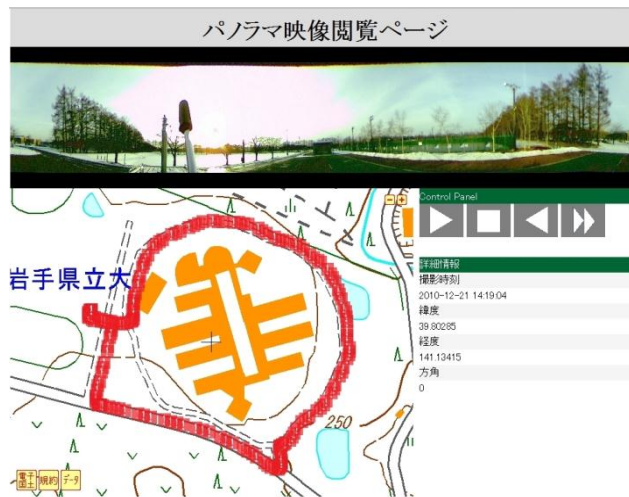 パノラマ映像閲覧ページ
Control Panel
岩手県立大
詳細情報
撮影時刻
2010-12-21 14:19:04
緯度
39.80285
経度
141.13415
方角
0
250
電子国土 規約 データ